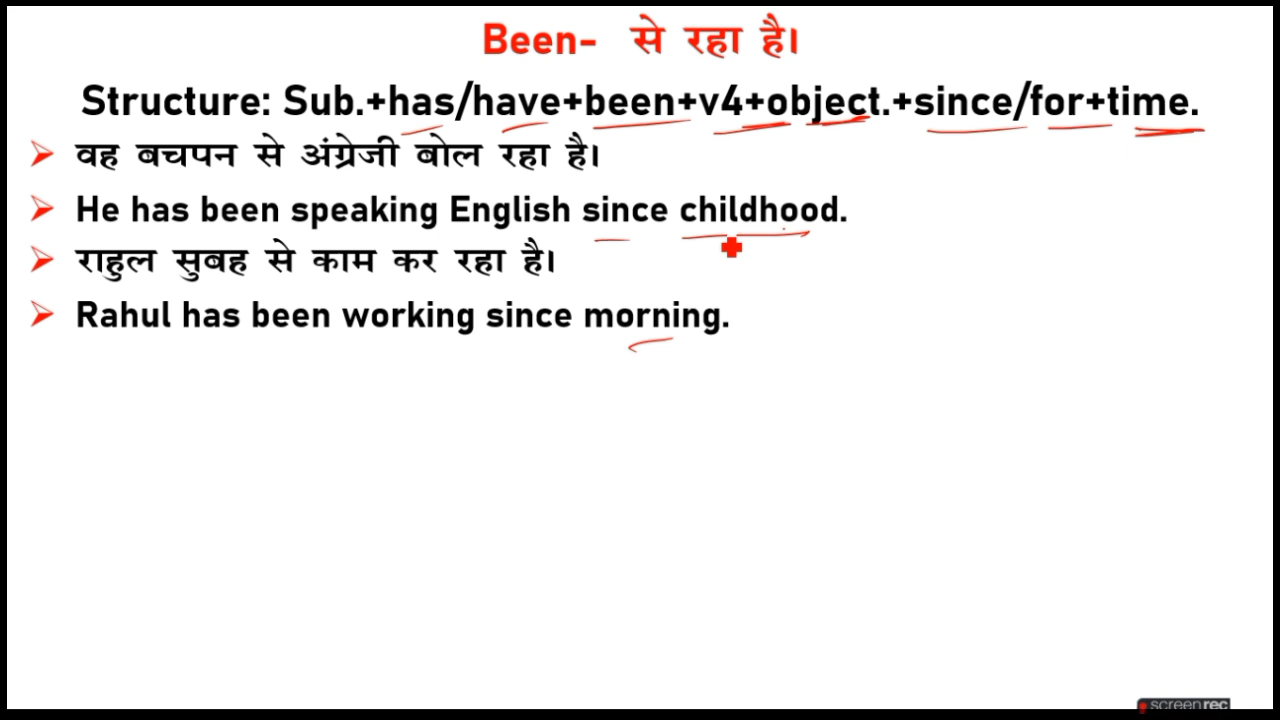 Been- से रहा है।
Structure: Sub.+has/have+been+v4+object.+since/for+time.
वह बचपन से अंग्रेजी बोल रहा है।
He has been speaking English since childhood.
राहुल सुबह से काम कर रहा है।
Rahul has been working since morning.
screenrec